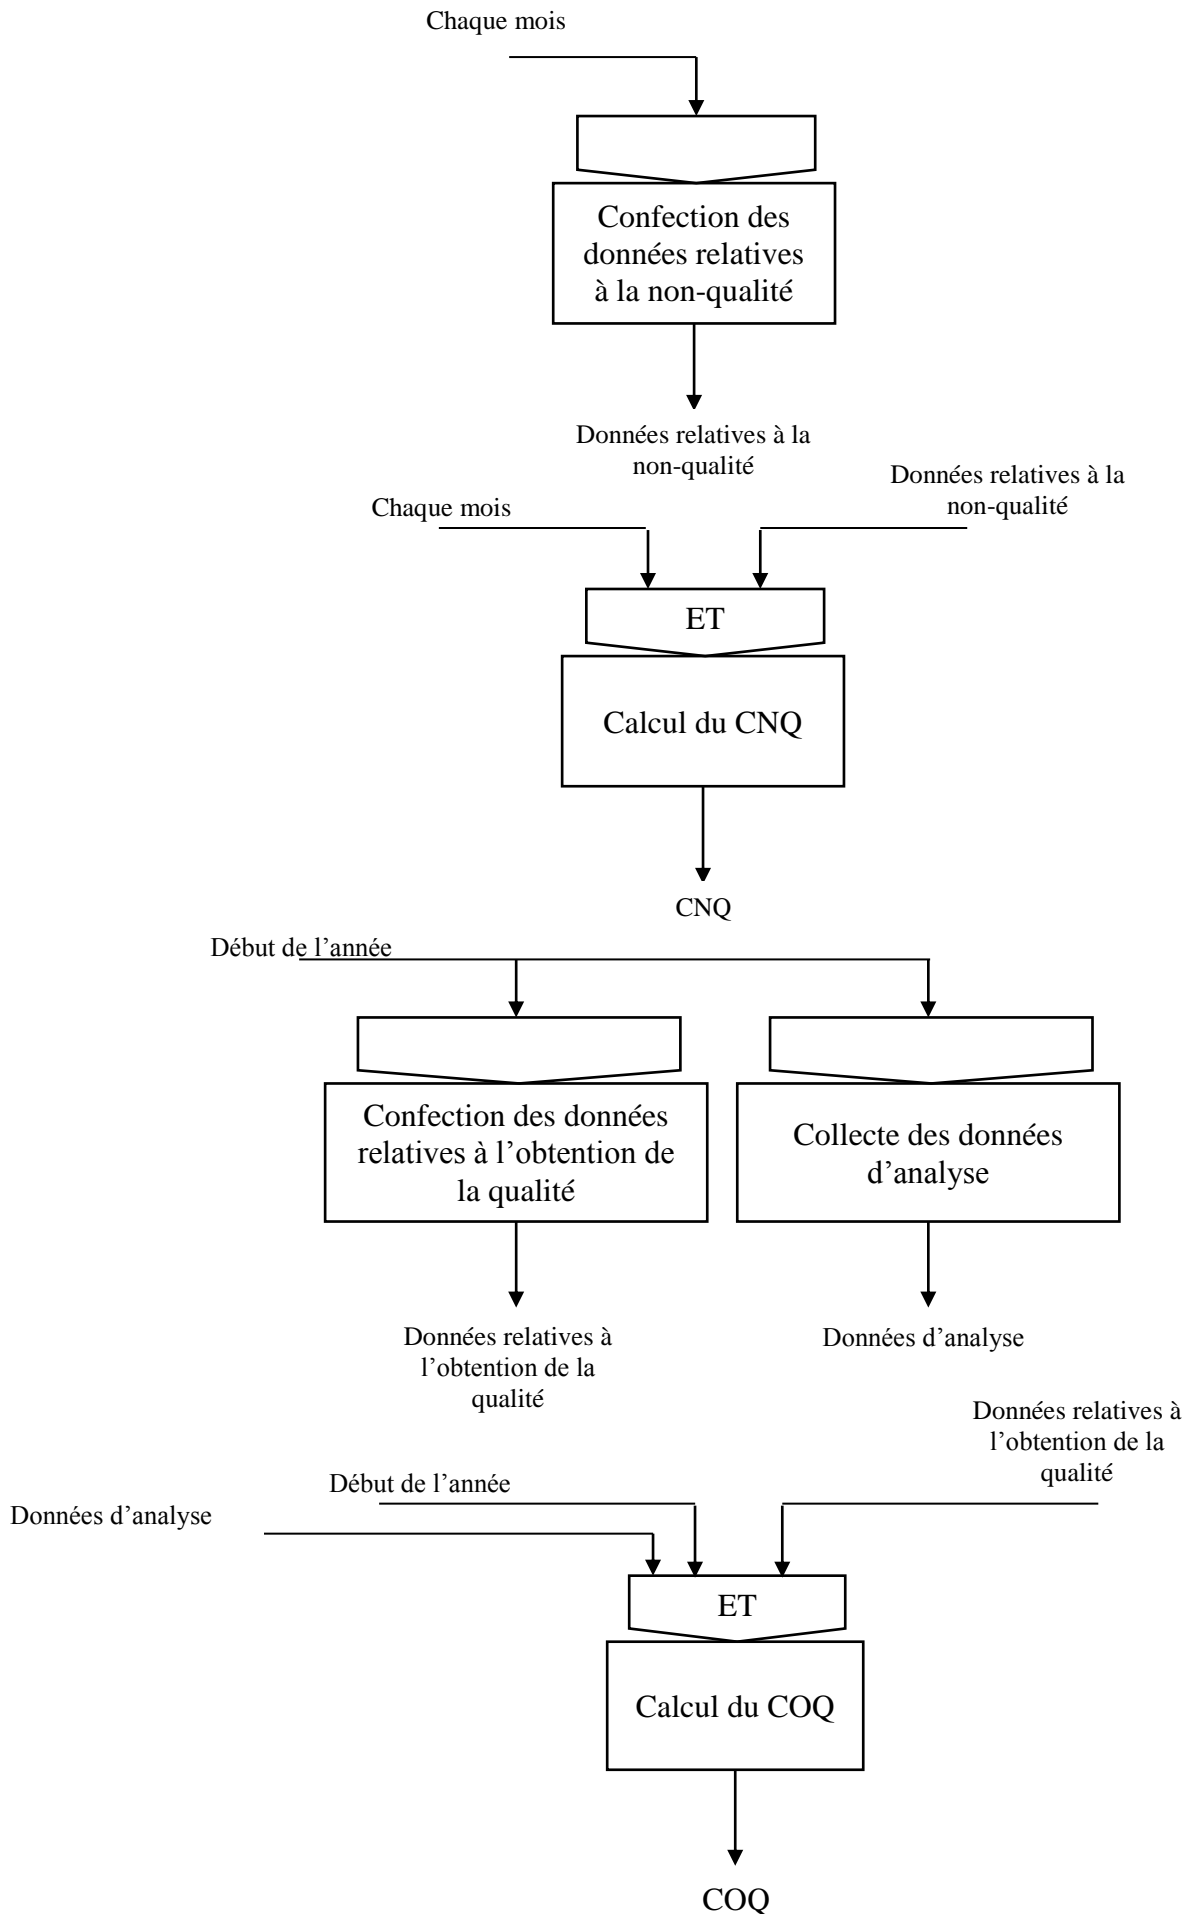 Chaque mois
Confection des
données relatives
à la non-qualité
Données relatives à la
non-qualité
Données relatives à la
non-qualité
Chaque mois
ET
Calcul du CNQ
CNQ
Début de l’année
Confection des données
relatives à l’obtention de
la qualité
Collecte des données
d’analyse
Données relatives à
l’obtention de la
qualité
Données d’analyse
Données relatives à
l’obtention de la
qualité
Début de l’année
Données d’analyse
ET
Calcul du COQ
COQ